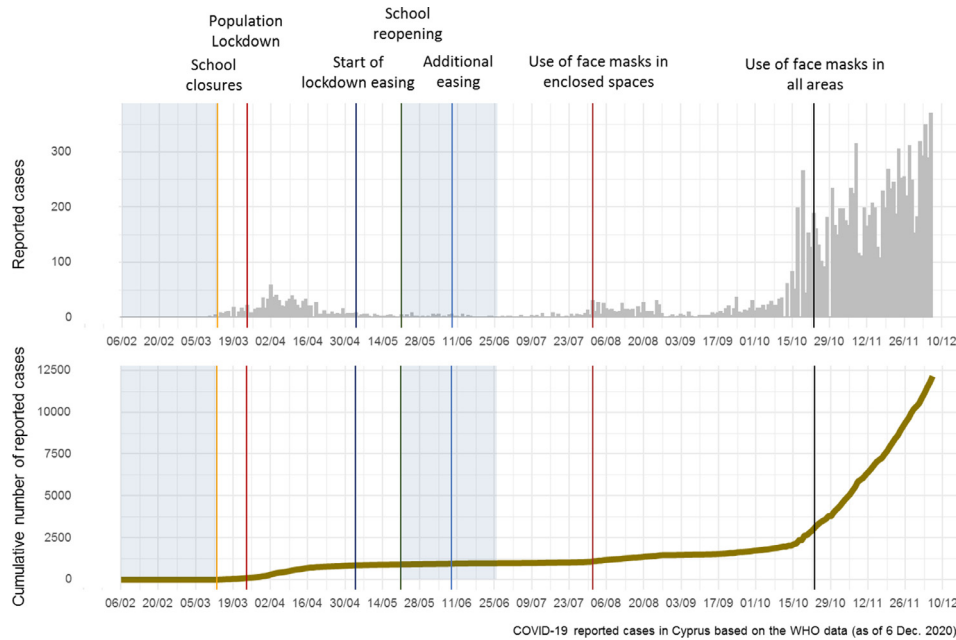 School
reopening
Population
Lockdown
School
closures
Start of
lockdown easing
Additional
easing
Use of face masks in
enclosed spaces
Use of face masks in
all areas
Reported cases
300
200
100
0
06/02 20/02 05/03 19/03 02/04 16/04 30/04 14/05 28/05 11/06 25/06 09/07 23/07 06/08 20/08 03/09 17/09 01/10 15/10 29/10 12/11 26/11 10/12
Cumulative number of reported cases
12500
10000
7500
5000
2500
0
06/02 20/02 05/03 19/03 02/04 16/04 30/04 14/05 28/05 11/06 25/06 09/07 23/07 06/08 20/08 03/09 17/09 01/10 15/10 29/10 12/11 26/11 10/12
COVID-19 reported cases in Cyprus based on the WHO data (as of 6 Dec. 2020)